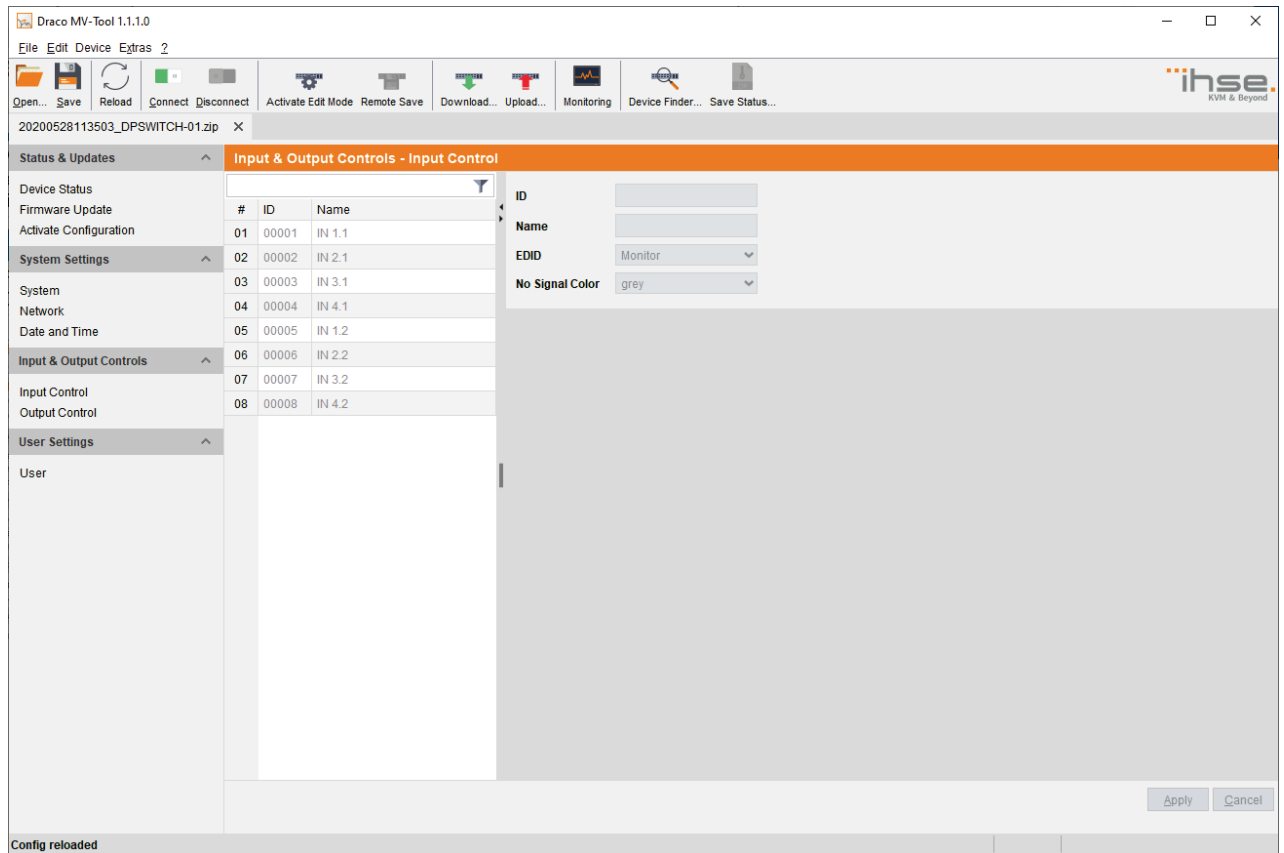 Draco MV-Tool 1.1.1.0
File Edit Device Extras ?
Open... Save Reload Connect Disconnect Activate Edit Mode Remote Save Download... Upload... Monitoring Device Finder... Save Status...
ihse.
KVM & Beyond
20200528113503_DPSWITCH-01.zip
Status & Updates
Device Status
Firmware Update
Activate Configuration
System Settings
System
Network
Date and Time
Input & Output Controls
Input Control
Output Control
User Settings
User
Input & Output Controls - Input Control
# ID Name
01 00001 IN 1.1
02 00002 IN 2.1
03 00003 IN 3.1
04 00004 IN 4.1
05 00005 IN 1.2
06 00006 IN 2.2
07 00007 IN 3.2
08 00008 IN 4.2
ID
Name
EDID Monitor
No Signal Color grey
Apply Cancel
Config reloaded